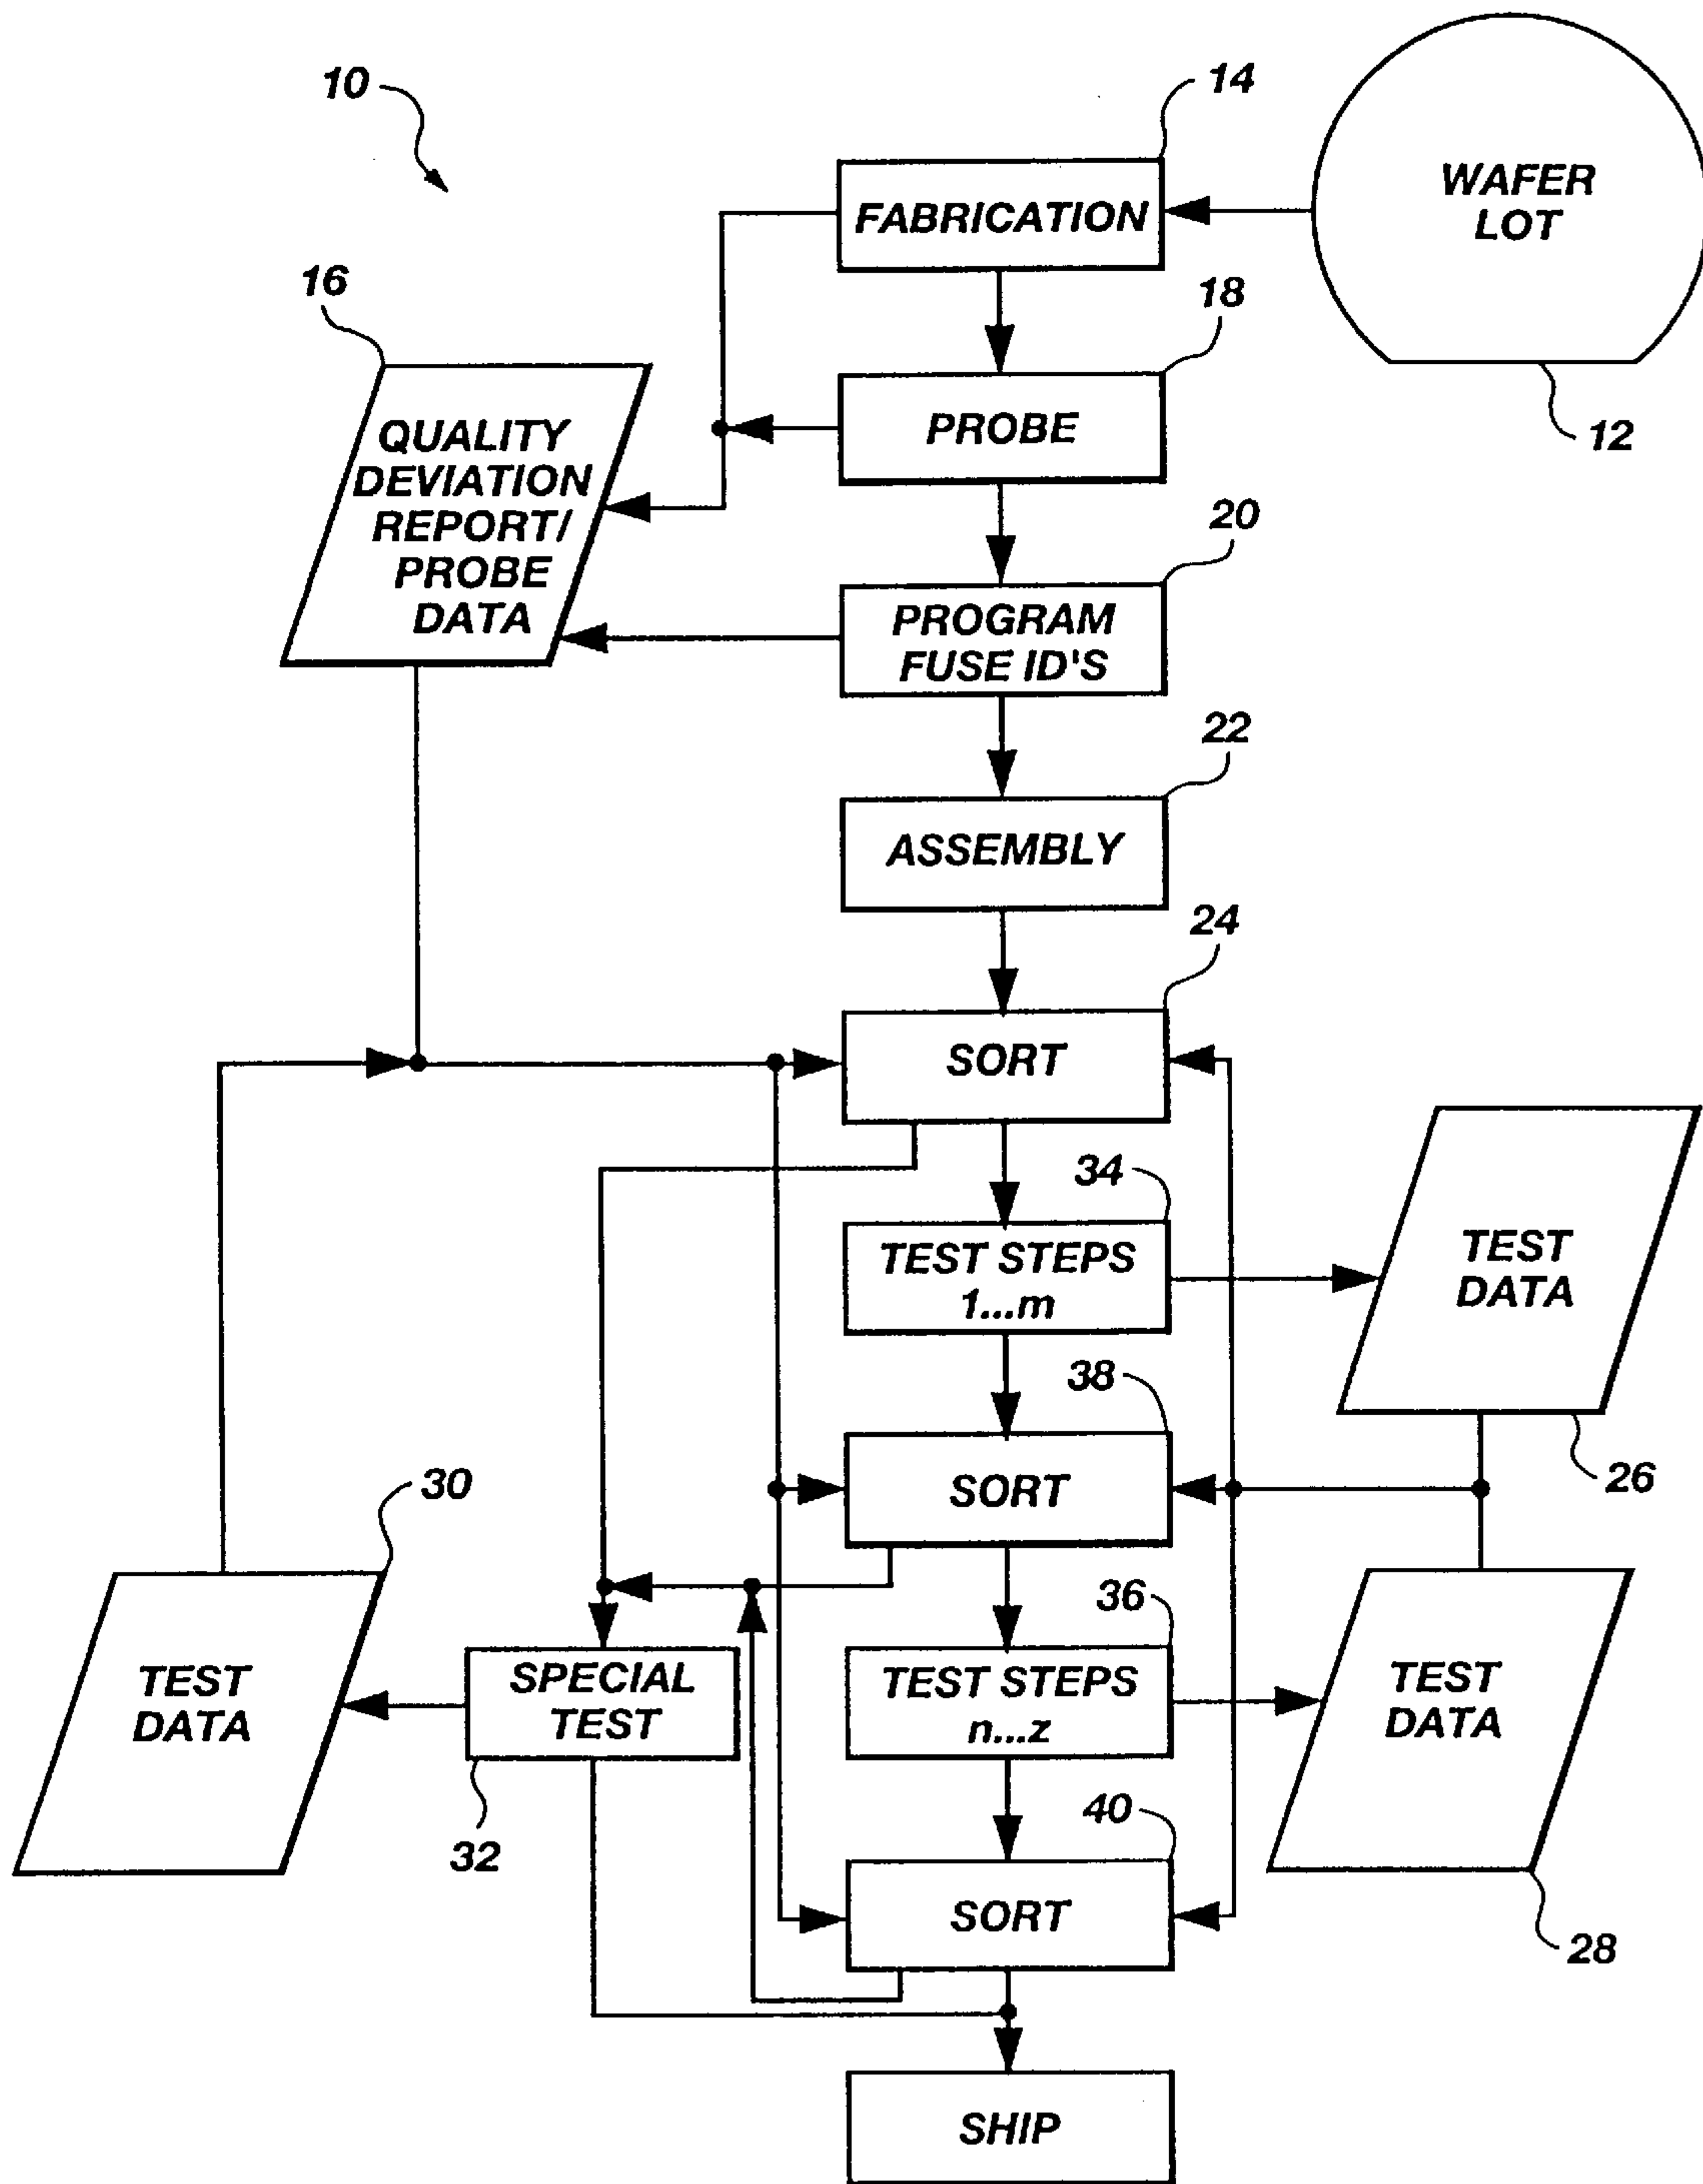 10
14
WAFER
LOT
FABRICATION
16
18
12
QUALITY
DEVIATION
REPORT/
PROBE
DATA
PROBE
20
PROGRAM
FUSE ID'S
22
ASSEMBLY
24
SORT
34
TEST STEPS
1...m
TEST
DATA
26
38
SORT
30
TEST
DATA
SPECIAL
TEST
32
36
TEST STEPS
n...z
TEST
DATA
28
40
SORT
SHIP